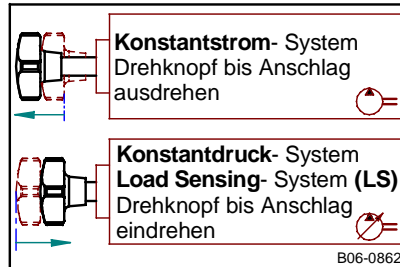 Konstantstrom- System
Drehknopf bis Anschlag
ausdrehen
Konstantdruck- System
Load Sensing- System (LS)
Drehknopf bis Anschlag
eindrehen
B06-0862